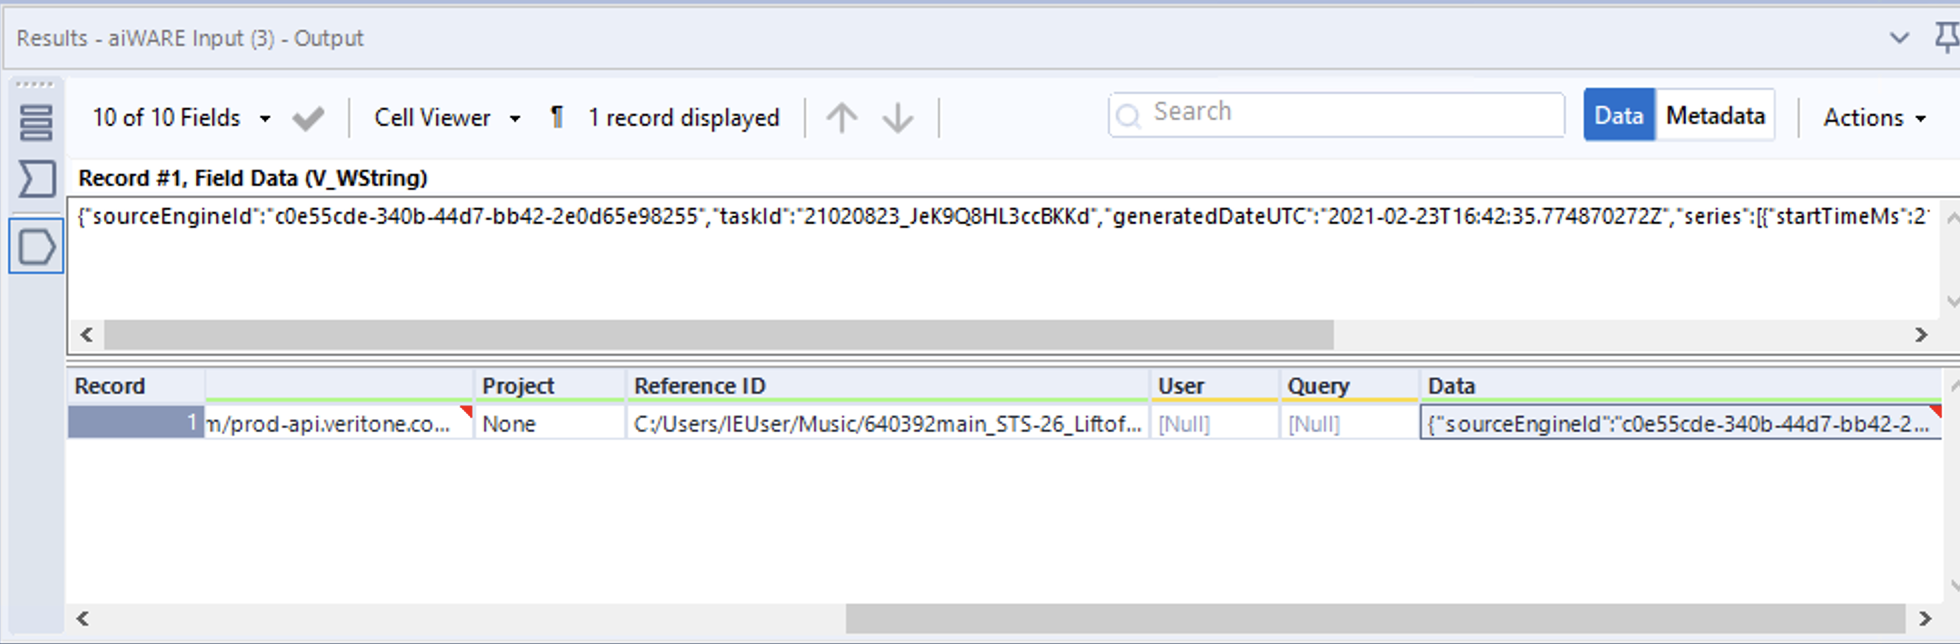 Results - aiWARE Input (3) - Output
10 of 10 Fields Cell Viewer ¶ 1 record displayed Search Data Metadata Actions
Record #1, Field Data (V_WString)
{"sourceEngineId":"c0e55cde-340b-44d7-bb42-2e0d65e98255","taskId":"21020823_JeK9Q8HL3ccBKKd","generatedDateUTC":"2021-02-23T16:42:35.774870272Z","series":[{"startTimeMs":2
Record Project Reference ID User Query Data
1 m/prod-api.veritone.co... None C:/Users/IEUser/Music/640392main_STS-26_Liftof... [Null] [Null] {"sourceEngineId":"c0e55cde-340b-44d7-bb42-2...